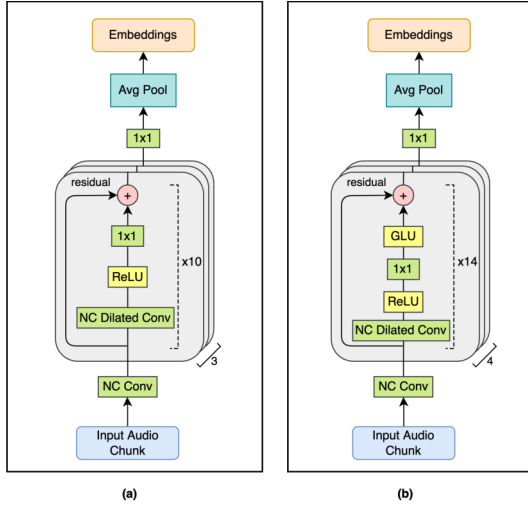 Embeddings
Avg Pool
1x1
residual
+
1x1
x10
ReLU
NC Dilated Conv
3
NC Conv
Input Audio
Chunk
(a)
Embeddings
Avg Pool
1x1
residual
+
GLU
x14
1x1
ReLU
NC Dilated Conv
4
NC Conv
Input Audio
Chunk
(b)